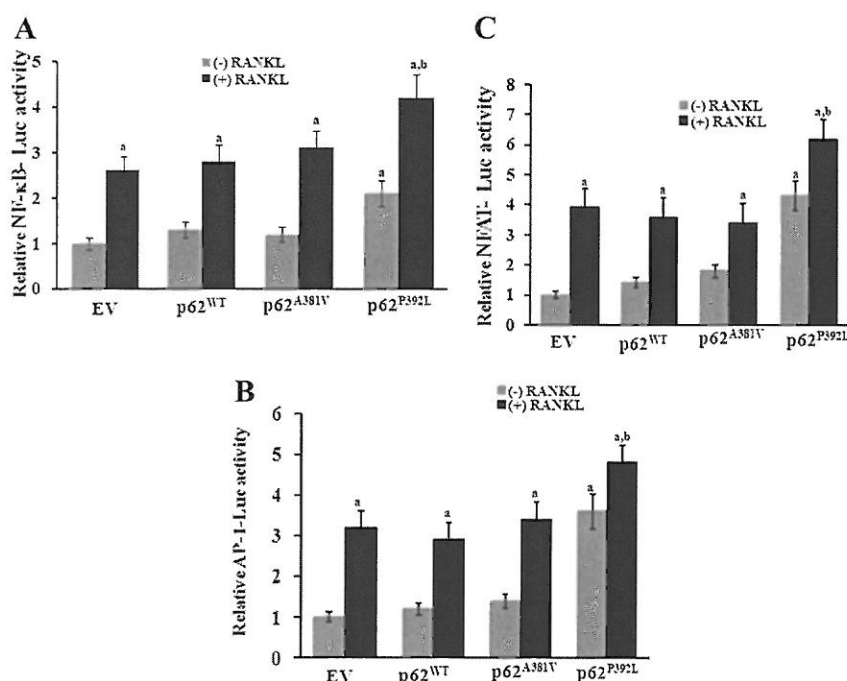 A
Relative NF-κB- Luc activity
(-) RANKL
(+) RANKL
5
4
3
2
1
0
a
a
a
a
a,b
EV
p62WT
p62A381V
p62P392L
C
Relative NFAT- Luc activity
(-) RANKL
(+) RANKL
8
7
6
5
4
3
2
1
0
a
a
a
a
a,b
EV
p62WT
p62A381V
p62P392L
B
Relative AP-1-Luc activity
(-) RANKL
(+) RANKL
6
5
4
3
2
1
0
a
a
a
a
a,b
EV
p62WT
p62A381V
p62P392L